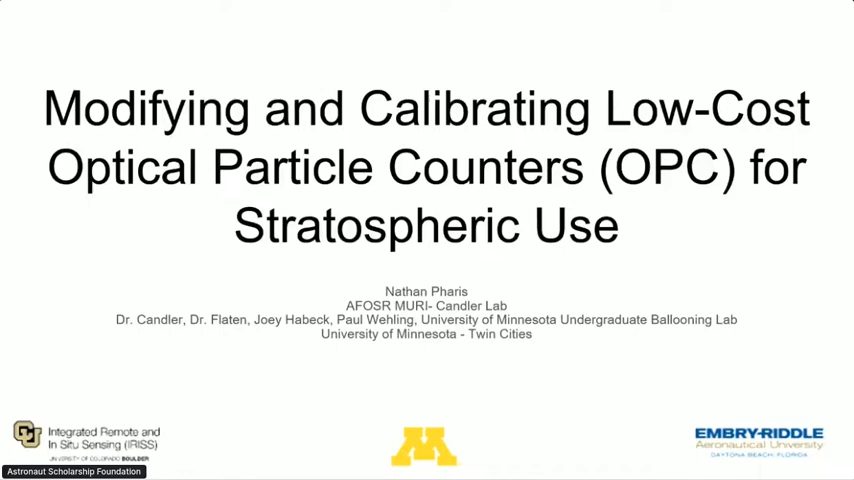 Modifying and Calibrating Low-Cost
Optical Particle Counters (OPC) for
Stratospheric Use
Nathan Pharis
AFOSR MURI- Candler Lab
Dr. Candler, Dr. Flaten, Joey Habeck, Paul Wehling, University of Minnesota Undergraduate Ballooning Lab
University of Minnesota - Twin Cities
CU
Integrated Remote and
In Situ Sensing (IRISS)
UNIVERSITY OF COLORADO BOULDER
M
EMBRY-RIDDLE
Aeronautical University
DAYTONA BEACH, FLORIDA
Astronaut Scholarship Foundation